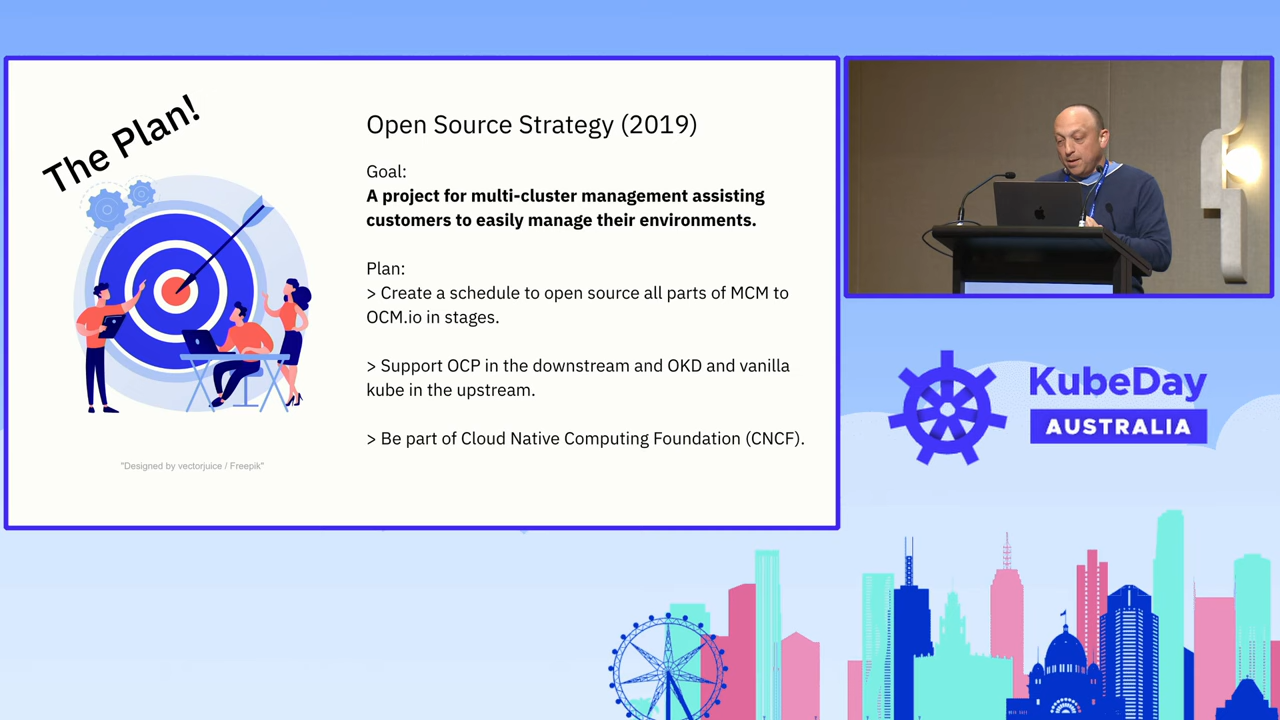 The Plan!
Open Source Strategy (2019)
Goal:
A project for multi-cluster management assisting
customers to easily manage their environments.
Plan:
> Create a schedule to open source all parts of MCM to
OCM.io in stages.
> Support OCP in the downstream and OKD and vanilla
kube in the upstream.
> Be part of Cloud Native Computing Foundation (CNCF).
"Designed by vectorjuice / Freepik"
KubeDay
AUSTRALIA